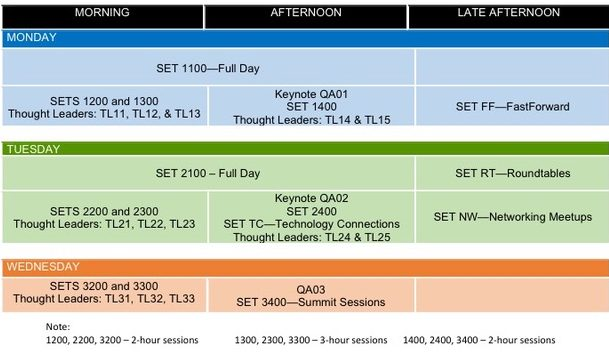 MORNING AFTERNOON LATE AFTERNOON
MONDAY
SET 1100—Full Day
SETS 1200 and 1300
Thought Leaders: TL11, TL12, & TL13
Keynote QA01
SET 1400
Thought Leaders: TL14 & TL15
SET FF—FastForward
TUESDAY
SET 2100 – Full Day
SET RT—Roundtables
SETS 2200 and 2300
Thought Leaders: TL21, TL22, TL23
Keynote QA02
SET 2400
SET TC—Technology Connections
Thought Leaders: TL24 & TL25
SET NW—Networking Meetups
WEDNESDAY
SETS 3200 and 3300
Thought Leaders: TL31, TL32, TL33
QA03
SET 3400—Summit Sessions
Note:
1200, 2200, 3200 – 2-hour sessions 1300, 2300, 3300 – 3-hour sessions 1400, 2400, 3400 – 2-hour sessions